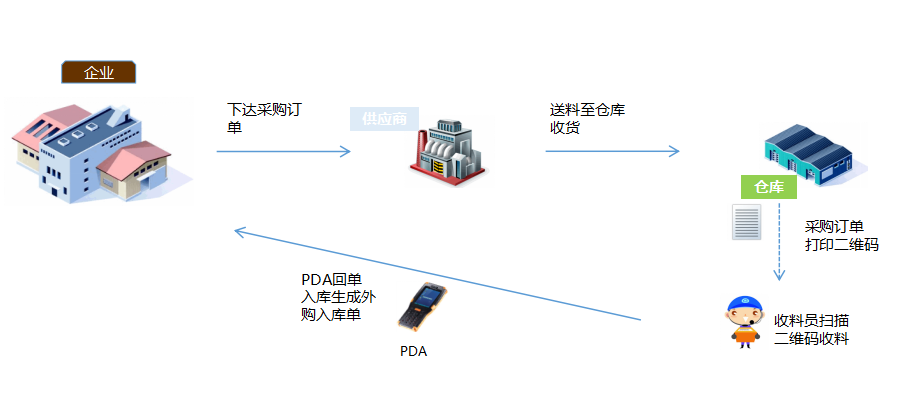 企业
下达采购订
单
供应商
送料至仓库
收货
仓库
采购订单
打印二维码
PDA回单
入库生成外
购入库单
PDA
收料员扫描
二维码收料